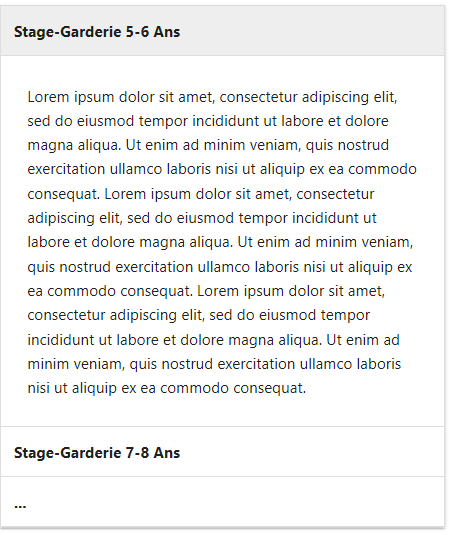 Stage-Garderie 5-6 Ans
Lorem ipsum dolor sit amet, consectetur adipiscing elit,
sed do eiusmod tempor incididunt ut labore et dolore
magna aliqua. Ut enim ad minim veniam, quis nostrud
exercitation ullamco laboris nisi ut aliquip ex ea commodo
consequat. Lorem ipsum dolor sit amet, consectetur
adipiscing elit, sed do eiusmod tempor incididunt ut
labore et dolore magna aliqua. Ut enim ad minim veniam,
quis nostrud exercitation ullamco laboris nisi ut aliquip ex
ea commodo consequat. Lorem ipsum dolor sit amet,
consectetur adipiscing elit, sed do eiusmod tempor
incididunt ut labore et dolore magna aliqua. Ut enim ad
minim veniam, quis nostrud exercitation ullamco laboris
nisi ut aliquip ex ea commodo consequat.
Stage-Garderie 7-8 Ans
...